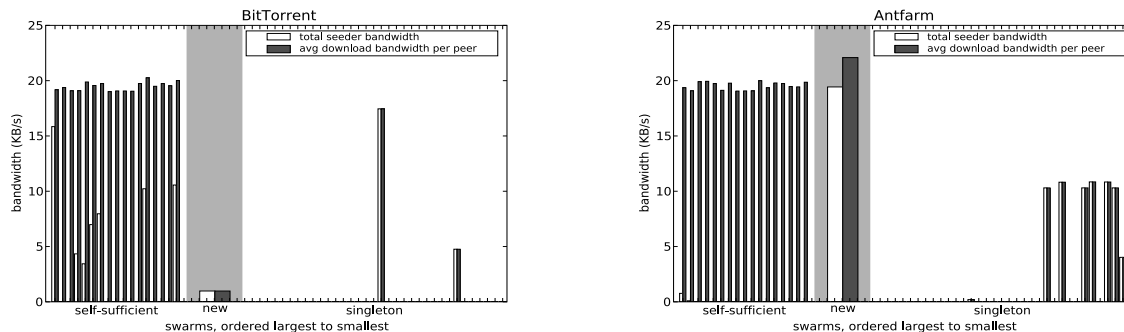 BitTorrent
25
20
15
10
5
0
bandwidth (KB/s)
total seeder bandwidth
avg download bandwidth per peer
self-sufficient
new
singleton
swarms, ordered largest to smallest
Antfarm
25
20
15
10
5
0
bandwidth (KB/s)
total seeder bandwidth
avg download bandwidth per peer
self-sufficient
new
singleton
swarms, ordered largest to smallest